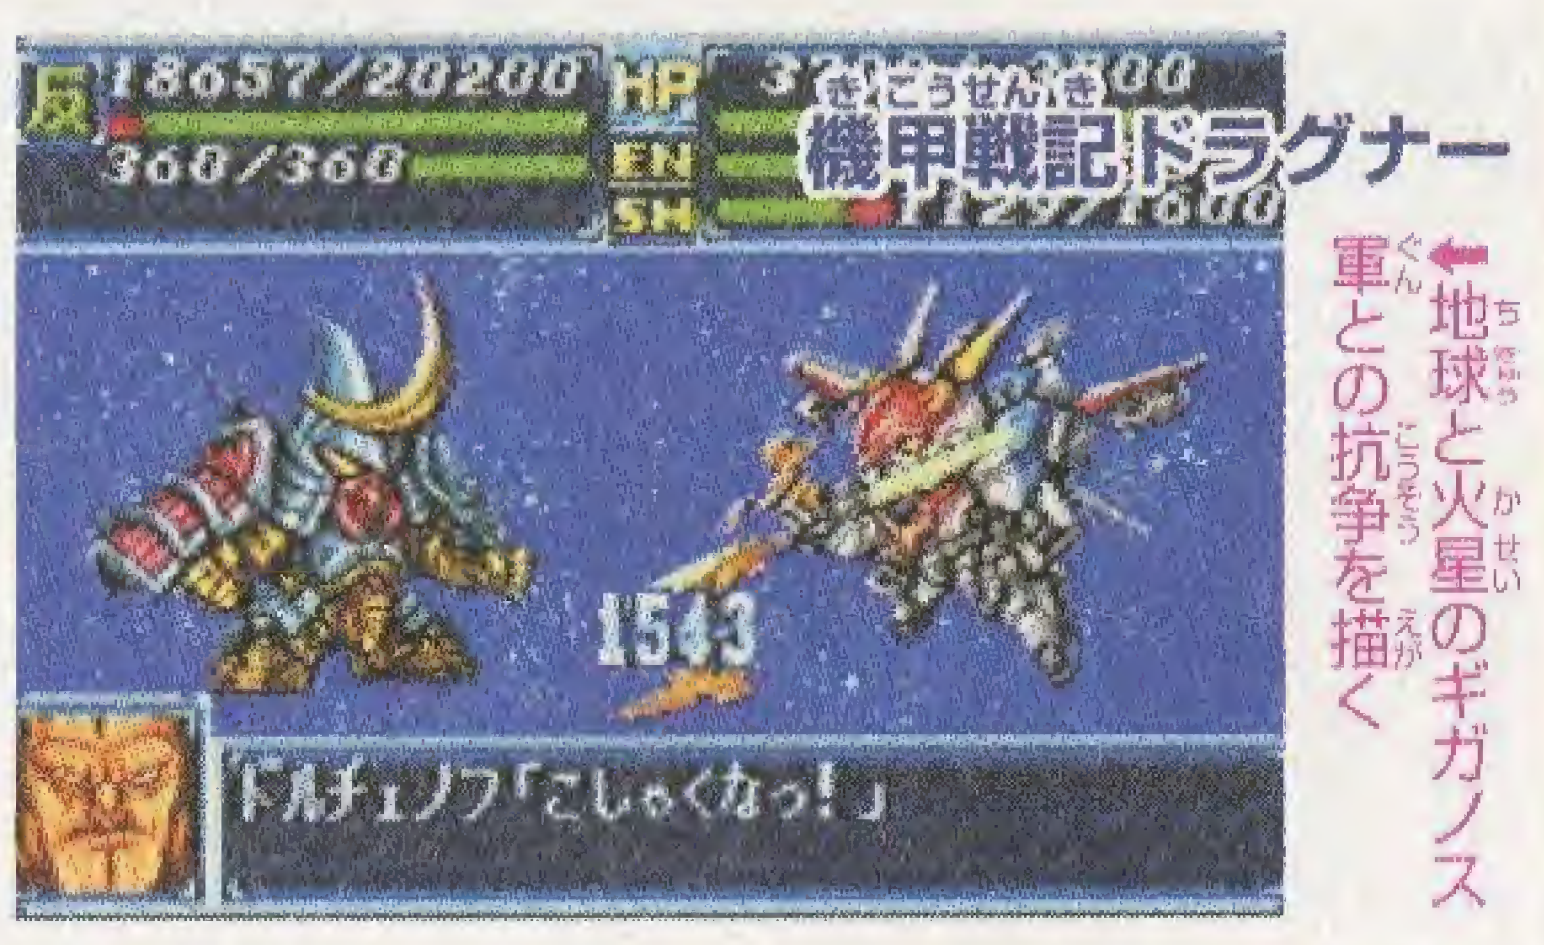 反
18657/20200
HP
360/360
EN
SH
1129/1800
き こうせん き
機甲戦記ドラグナー
←地球と火星のギガノス
ち きゅう か せい
軍との抗争を描く
ぐん こうそう えが
1543
ドルチェノフ「こしゃくなっ!」